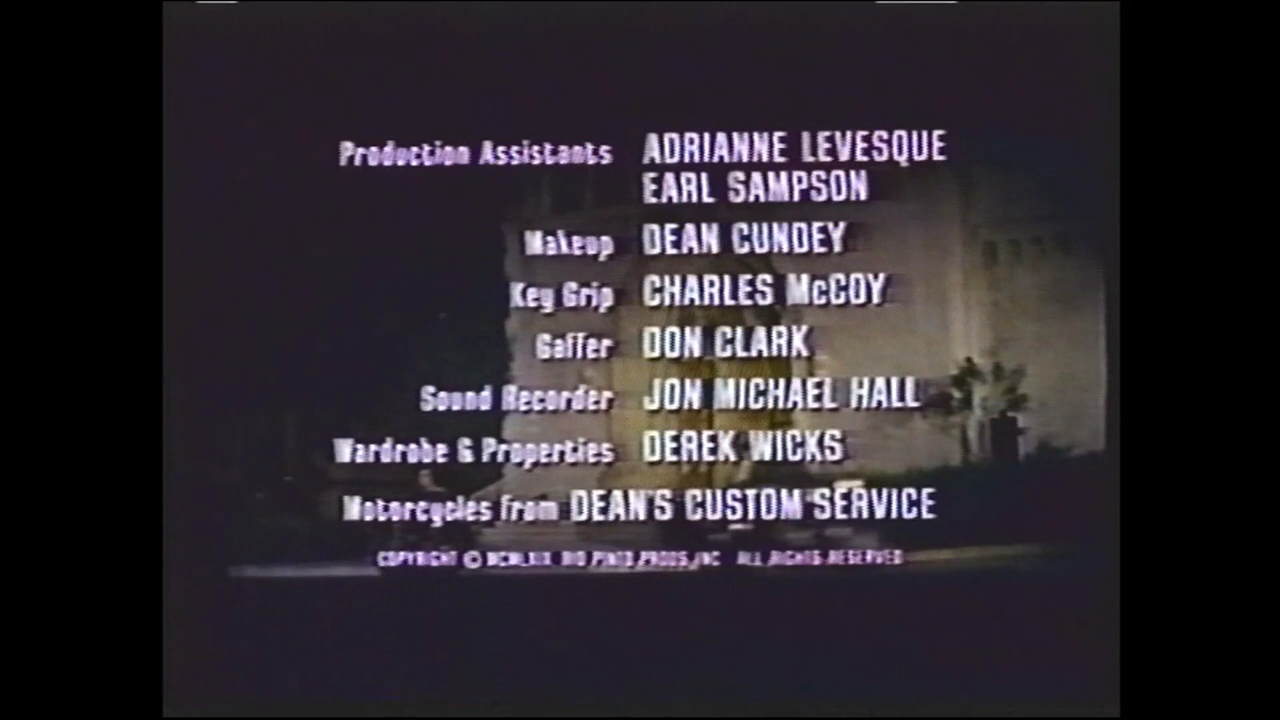 Production Assistants ADRIANNE LEVESQUE
EARL SAMPSON
Makeup DEAN CUNDEY
Key Grip CHARLES McCOY
Gaffer DON CLARK
Sound Recorder JON MICHAEL HALL
Wardrobe & Properties DEREK WICKS
Motorcycles from DEAN'S CUSTOM SERVICE
COPYRIGHT © MCMLXIX RIO PINTO PRODS., INC ALL RIGHTS RESERVED